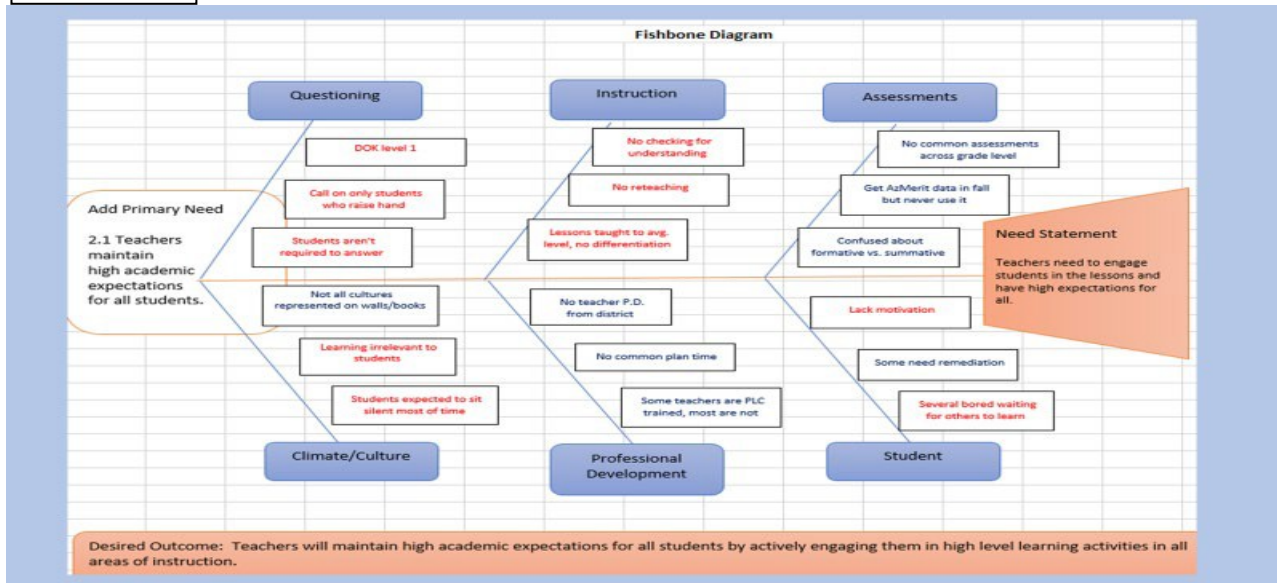 Fishbone Diagram
Questioning
Instruction
Assessments
DOK level 1
Call on only students
who raise hand
Students aren't
required to answer
No checking for
understanding
No reteaching
Lessons taught to avg.
level, no differentiation
No common assessments
across grade level
Get AzMerit data in fall
but never use it
Confused about
formative vs. summative
Add Primary Need
2.1 Teachers
maintain
high academic
expectations
for all students.
Need Statement
Teachers need to engage
students in the lessons and
have high expectations for
all.
Not all cultures
represented on walls/books
Learning irrelevant to
students
Students expected to sit
silent most of time
No teacher P.D.
from district
No common plan time
Some teachers are PLC
trained, most are not
Lack motivation
Some need remediation
Several bored waiting
for others to learn
Climate/Culture
Professional
Development
Student
Desired Outcome: Teachers will maintain high academic expectations for all students by actively engaging them in high level learning activities in all
areas of instruction.